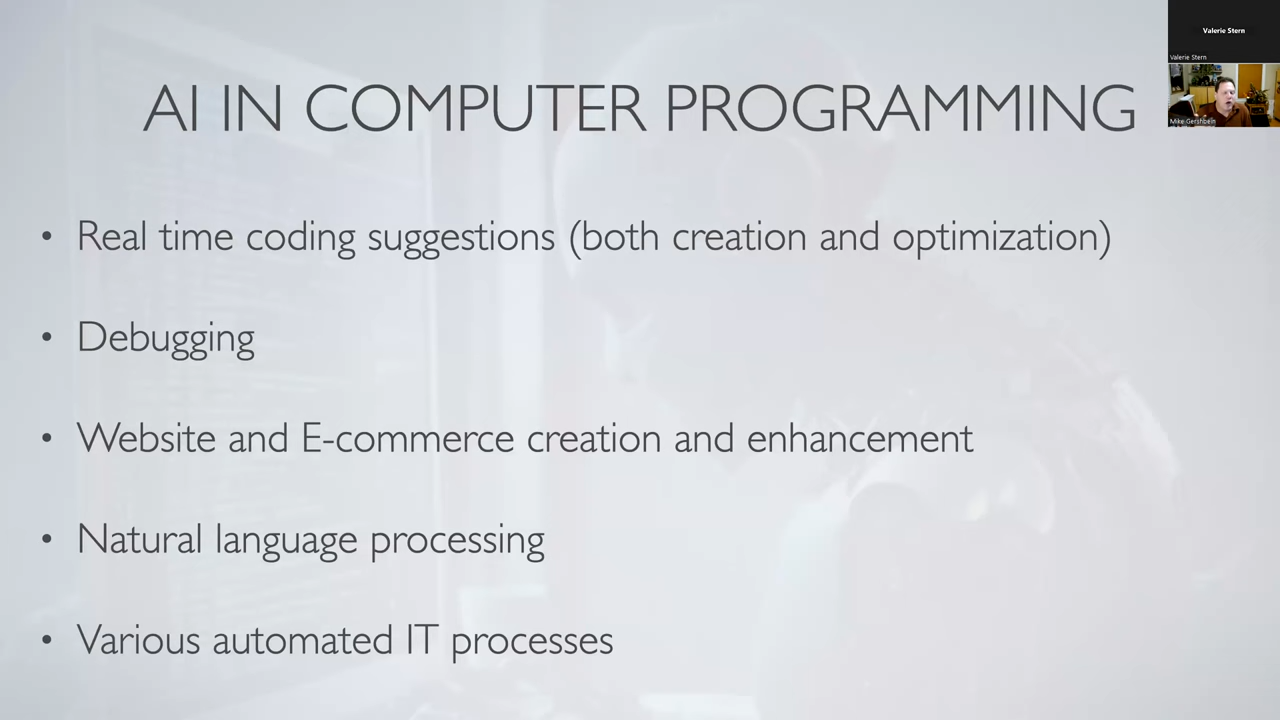 AI IN COMPUTER PROGRAMMING
• Real time coding suggestions (both creation and optimization)
• Debugging
• Website and E-commerce creation and enhancement
• Natural language processing
• Various automated IT processes
Valerie Stern
Valerie Stern
Mike Gershbein